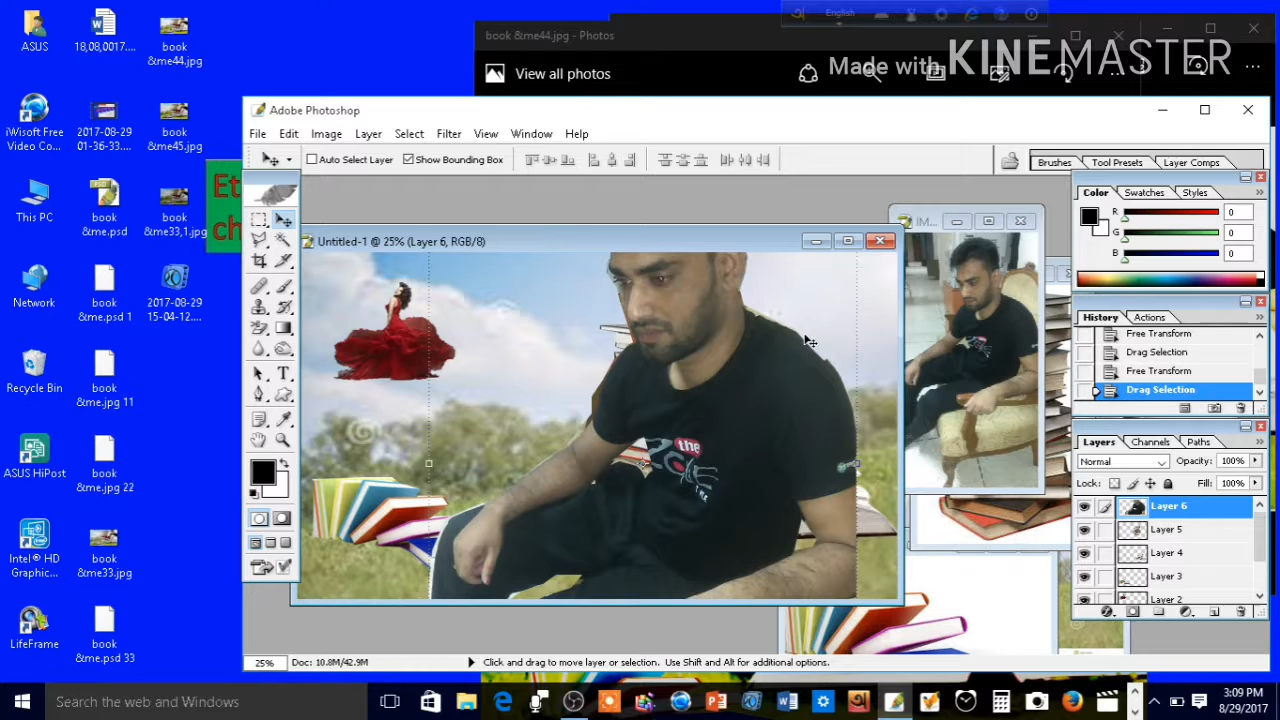 English
book &me44.jpg - Photos
View all photos
Made with KINEMASTER
ASUS
18,08,0017....
book
&me44.jpg
iWisoft Free
Video Co...
2017-08-29
01-36-33....
book
&me45.jpg
This PC
book
&me.psd
book
&me33,1.jpg
Network
book
&me.psd 1
2017-08-29
15-04-12....
Recycle Bin
book
&me.jpg 11
ASUS HiPost
book
&me.jpg 22
Intel® HD
Graphic...
book
&me33.jpg
LifeFrame
book
&me.psd 33
Et
ch
Adobe Photoshop
File Edit Image Layer Select Filter View Window Help
Auto Select Layer Show Bounding Box
Brushes Tool Presets Layer Comps
Untitled-1 @ 25% (Layer 6, RGB/8)
IM...
the
Color Swatches Styles
R 0
G 0
B 0
History Actions
Free Transform
Drag Selection
Free Transform
Drag Selection
Layers Channels Paths
Normal Opacity: 100%
Lock: Fill: 100%
Layer 6
Layer 5
Layer 4
Layer 3
Layer 2
25% Doc: 10.8M/42.9M Click and drag to move layer or selection. Use Shift and Alt for additional options.
Search the web and Windows
3:09 PM
8/29/2017